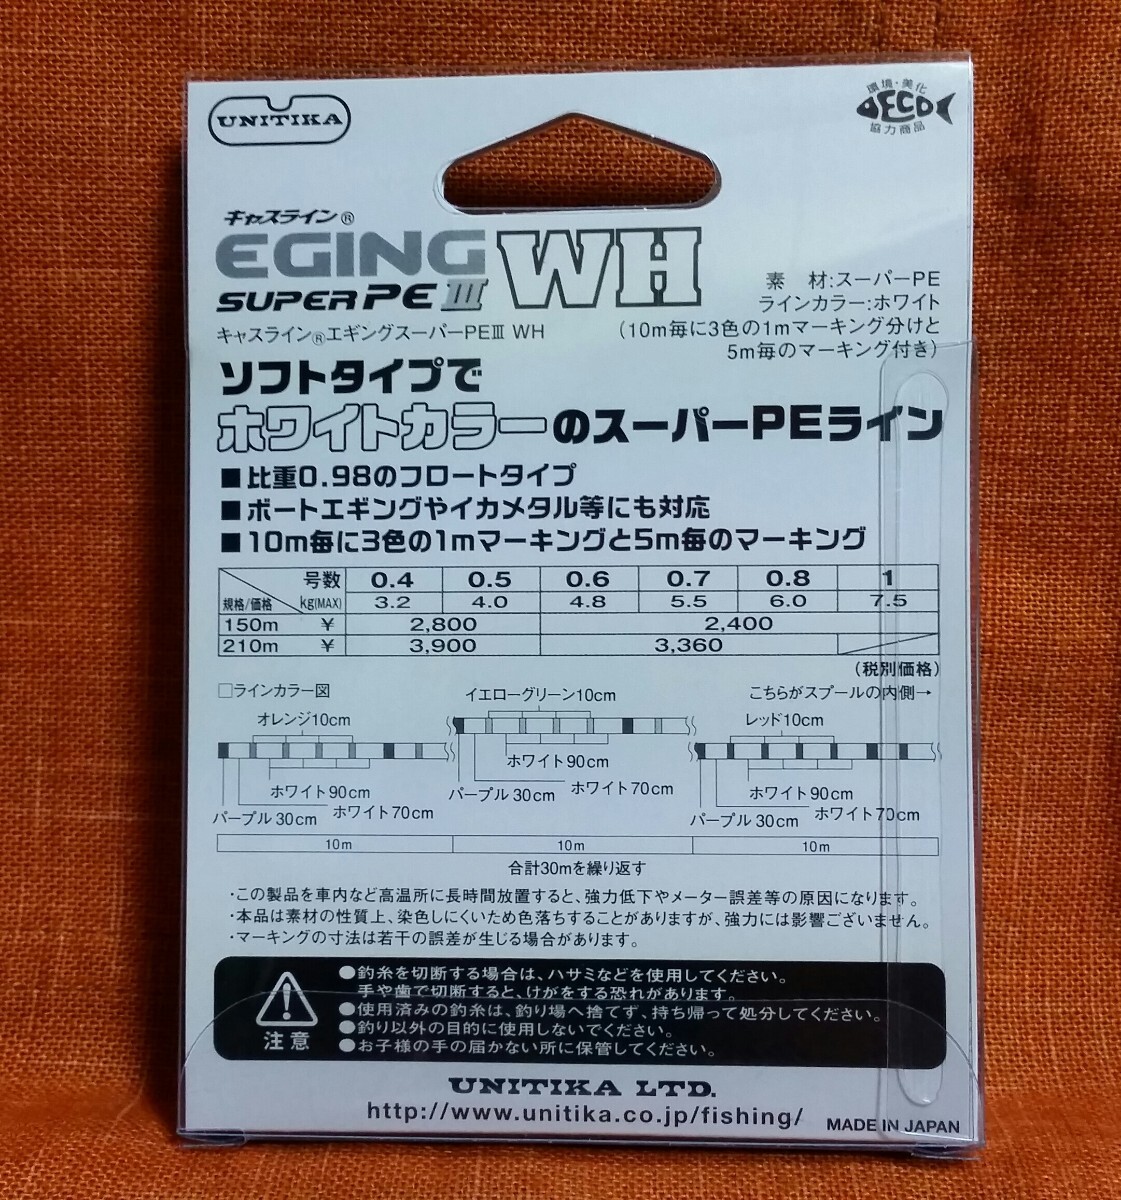 UNITIKA
環境・美化
DECO
協力商品
キャスライン®
EGING WH
SUPER PE III
キャスライン®エギングスーパーPEⅢ WH
素 材:スーパーPE
ラインカラー:ホワイト
(10m毎に3色の1mマーキング分けと
5m毎のマーキング付き)
ソフトタイプで
ホワイトカラーのスーパーPEライン
■比重0.98のフロートタイプ
■ボートエギングやイカメタル等にも対応
■10m毎に3色の1mマーキングと5m毎のマーキング
号数 0.4 0.5 0.6 0.7 0.8 1
規格/価格 kg(MAX) 3.2 4.0 4.8 5.5 6.0 7.5
150m ¥ 2,800 2,400
210m ¥ 3,900 3,360
(税別価格)
□ラインカラー図 イエローグリーン10cm こちらがスプールの内側→
オレンジ10cm レッド10cm
ホワイト90cm ホワイト90cm ホワイト90cm
パープル30cm ホワイト70cm パープル30cm ホワイト70cm パープル30cm ホワイト70cm
10m 10m 10m
合計30mを繰り返す
・この製品を車内など高温所に長時間放置すると、強力低下やメーター誤差等の原因になります。
・本品は素材の性質上、染色しにくいため色落ちすることがありますが、強力には影響ございません。
・マーキングの寸法は若干の誤差が生じる場合があります。
注意
●釣糸を切断する場合は、ハサミなどを使用してください。
手や歯で切断すると、けがをする恐れがあります。
●使用済みの釣糸は、釣り場へ捨てず、持ち帰って処分してください。
●釣り以外の目的に使用しないでください。
●お子様の手の届かない所に保管してください。
UNITIKA LTD.
http://www.unitika.co.jp/fishing/
MADE IN JAPAN